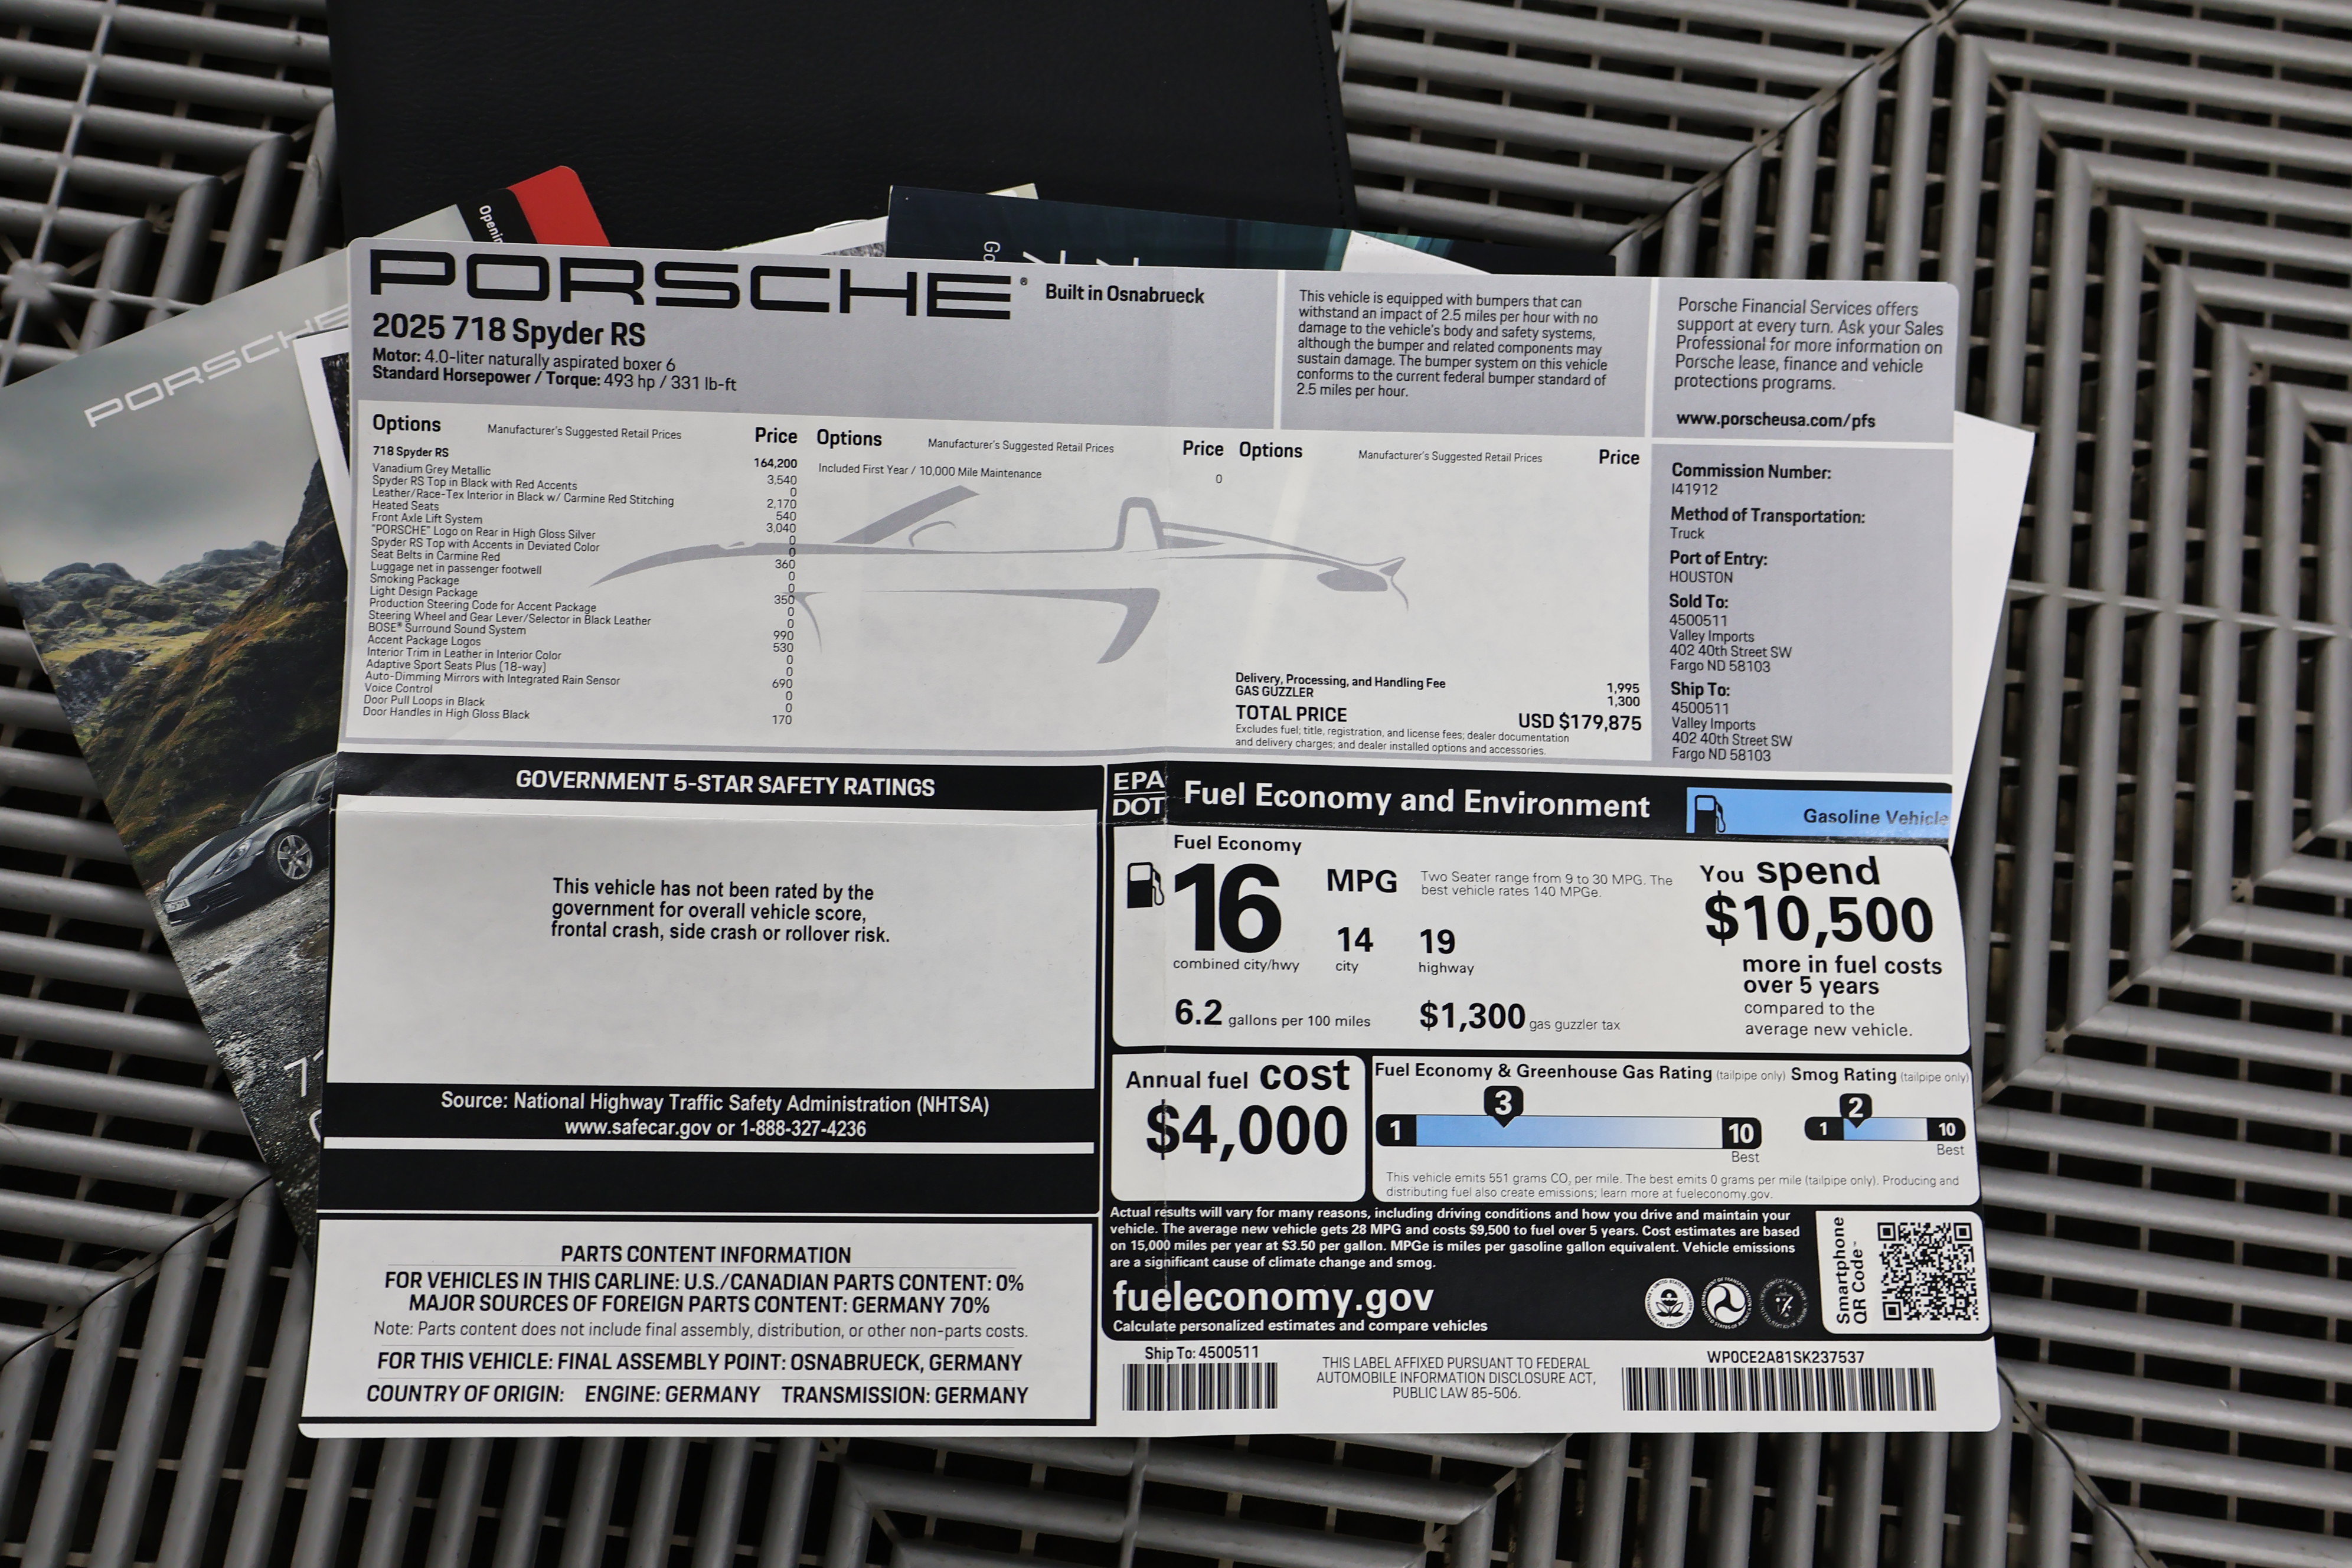 Openin
Go
PORSCHE
PORSCHE®
Built in Osnabrueck
2025 718 Spyder RS
Motor: 4.0-liter naturally aspirated boxer 6
Standard Horsepower / Torque: 493 hp / 331 lb-ft
This vehicle is equipped with bumpers that can
withstand an impact of 2.5 miles per hour with no
damage to the vehicle's body and safety systems,
although the bumper and related components may
sustain damage. The bumper system on this vehicle
conforms to the current federal bumper standard of
2.5 miles per hour.
Porsche Financial Services offers
support at every turn. Ask your Sales
Professional for more information on
Porsche lease, finance and vehicle
protections programs.
www.porscheusa.com/pfs
Options Manufacturer's Suggested Retail Prices Price
718 Spyder RS 164,200
Vanadium Grey Metallic 3,540
Spyder RS Top in Black with Red Accents 0
Leather/Race-Tex Interior in Black w/ Carmine Red Stitching 2,170
Heated Seats 540
Front Axle Lift System 3,040
"PORSCHE" Logo on Rear in High Gloss Silver 0
Spyder RS Top with Accents in Deviated Color 0
Seat Belts in Carmine Red 360
Luggage net in passenger footwell 0
Smoking Package 0
Light Design Package 350
Production Steering Code for Accent Package 0
Steering Wheel and Gear Lever/Selector in Black Leather 0
BOSE® Surround Sound System 990
Accent Package Logos 530
Interior Trim in Leather in Interior Color 0
Adaptive Sport Seats Plus (18-way) 0
Auto-Dimming Mirrors with Integrated Rain Sensor 690
Voice Control 0
Door Pull Loops in Black 0
Door Handles in High Gloss Black 170
Options Manufacturer's Suggested Retail Prices Price
Included First Year / 10,000 Mile Maintenance 0
Options Manufacturer's Suggested Retail Prices Price
Delivery, Processing, and Handling Fee 1,995
GAS GUZZLER 1,300
TOTAL PRICE USD $179,875
Excludes fuel; title, registration, and license fees; dealer documentation
and delivery charges; and dealer installed options and accessories.
Commission Number:
I41912
Method of Transportation:
Truck
Port of Entry:
HOUSTON
Sold To:
4500511
Valley Imports
402 40th Street SW
Fargo ND 58103
Ship To:
4500511
Valley Imports
402 40th Street SW
Fargo ND 58103
GOVERNMENT 5-STAR SAFETY RATINGS
This vehicle has not been rated by the
government for overall vehicle score,
frontal crash, side crash or rollover risk.
Source: National Highway Traffic Safety Administration (NHTSA)
www.safecar.gov or 1-888-327-4236
PARTS CONTENT INFORMATION
FOR VEHICLES IN THIS CARLINE: U.S./CANADIAN PARTS CONTENT: 0%
MAJOR SOURCES OF FOREIGN PARTS CONTENT: GERMANY 70%
Note: Parts content does not include final assembly, distribution, or other non-parts costs.
FOR THIS VEHICLE: FINAL ASSEMBLY POINT: OSNABRUECK, GERMANY
COUNTRY OF ORIGIN: ENGINE: GERMANY TRANSMISSION: GERMANY
EPA
DOT
Fuel Economy and Environment
Gasoline Vehicle
Fuel Economy
16 MPG
Two Seater range from 9 to 30 MPG. The
best vehicle rates 140 MPGe.
14 19
combined city/hwy city highway
6.2 gallons per 100 miles $1,300 gas guzzler tax
You spend
$10,500
more in fuel costs
over 5 years
compared to the
average new vehicle.
Annual fuel cost
$4,000
Fuel Economy & Greenhouse Gas Rating (tailpipe only) Smog Rating (tailpipe only)
3
1 10
Best
2
1 10
Best
This vehicle emits 551 grams CO2 per mile. The best emits 0 grams per mile (tailpipe only). Producing and
distributing fuel also create emissions; learn more at fueleconomy.gov.
Actual results will vary for many reasons, including driving conditions and how you drive and maintain your
vehicle. The average new vehicle gets 28 MPG and costs $9,500 to fuel over 5 years. Cost estimates are based
on 15,000 miles per year at $3.50 per gallon. MPGe is miles per gasoline gallon equivalent. Vehicle emissions
are a significant cause of climate change and smog.
fueleconomy.gov
Calculate personalized estimates and compare vehicles
Smartphone
QR Code™
Ship To: 4500511
THIS LABEL AFFIXED PURSUANT TO FEDERAL
AUTOMOBILE INFORMATION DISCLOSURE ACT,
PUBLIC LAW 85-506.
WP0CE2A81SK237537